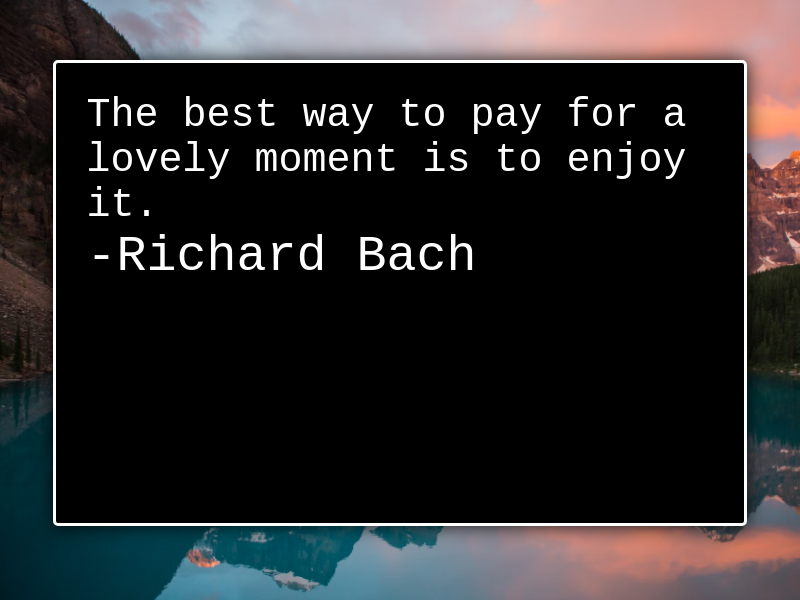 The best way to pay for a
lovely moment is to enjoy
it.
-Richard Bach